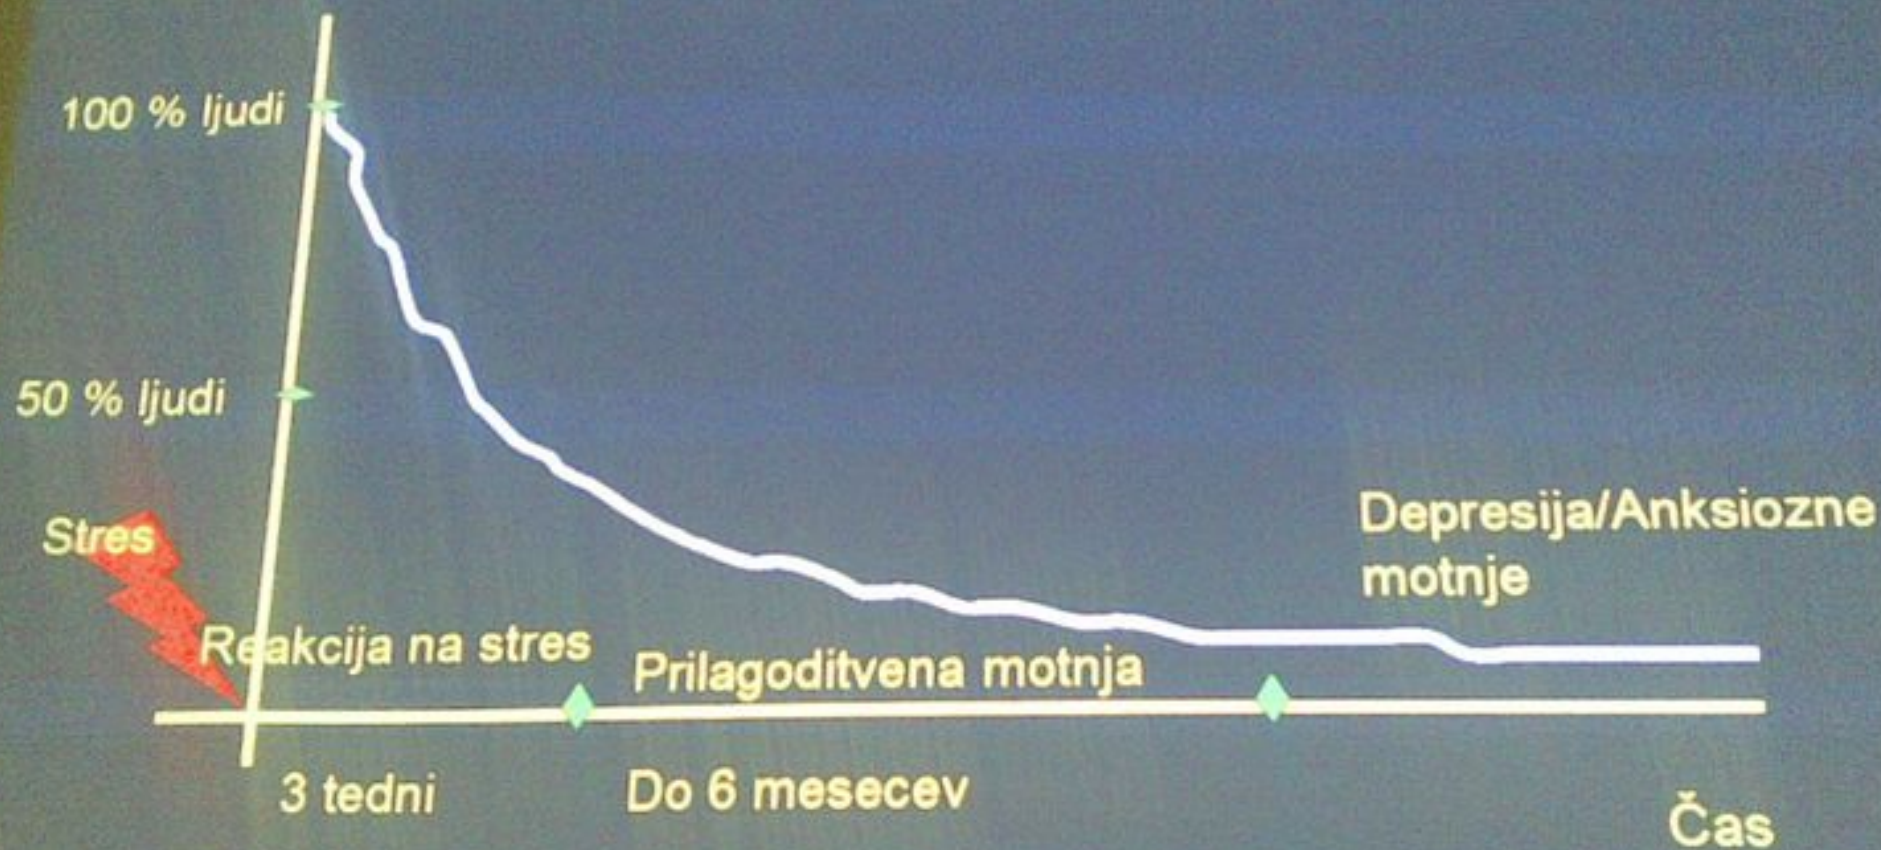 100 % ljudi
50 % ljudi
Stres
Depresija/Anksiozne
motnje
Reakcija na stres
Prilagoditvena motnja
3 tedni
Do 6 mesecev
Čas